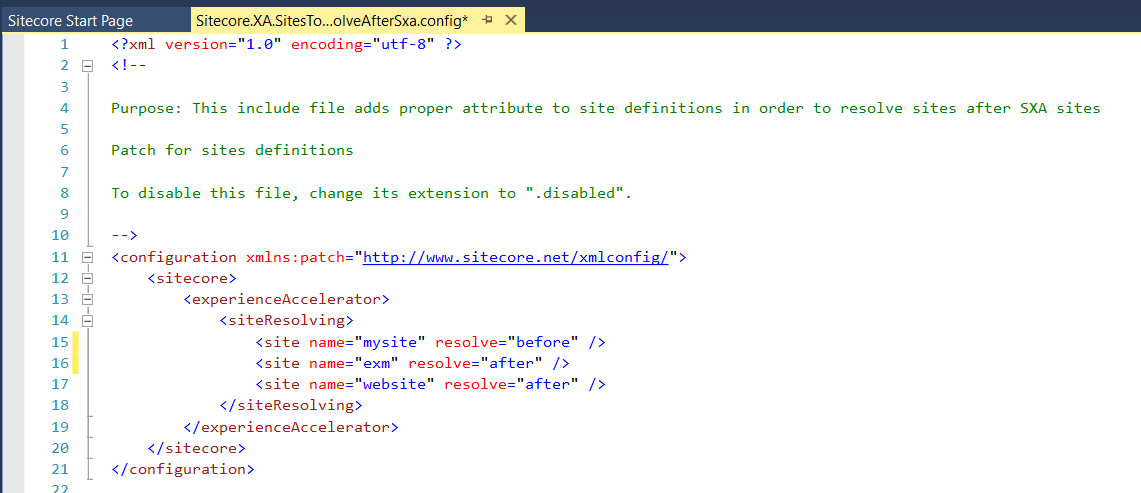 Sitecore Start Page
Sitecore.XA.SitesTo...olveAfterSxa.config*
1 <?xml version="1.0" encoding="utf-8" ?>
2 <!--
3
4 Purpose: This include file adds proper attribute to site definitions in order to resolve sites after SXA sites
5
6 Patch for sites definitions
7
8 To disable this file, change its extension to ".disabled".
9
10 -->
11 <configuration xmlns:patch="http://www.sitecore.net/xmlconfig/">
12 <sitecore>
13 <experienceAccelerator>
14 <siteResolving>
15 <site name="mysite" resolve="before" />
16 <site name="exm" resolve="after" />
17 <site name="website" resolve="after" />
18 </siteResolving>
19 </experienceAccelerator>
20 </sitecore>
21 </configuration>
22